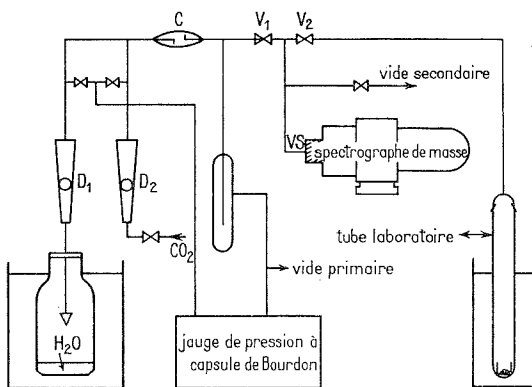 C
V1
V2
vide secondaire
VS
spectrographe de masse
D1
D2
CO2
tube laboratoire
vide primaire
H2O
jauge de pression à
capsule de Bourdon